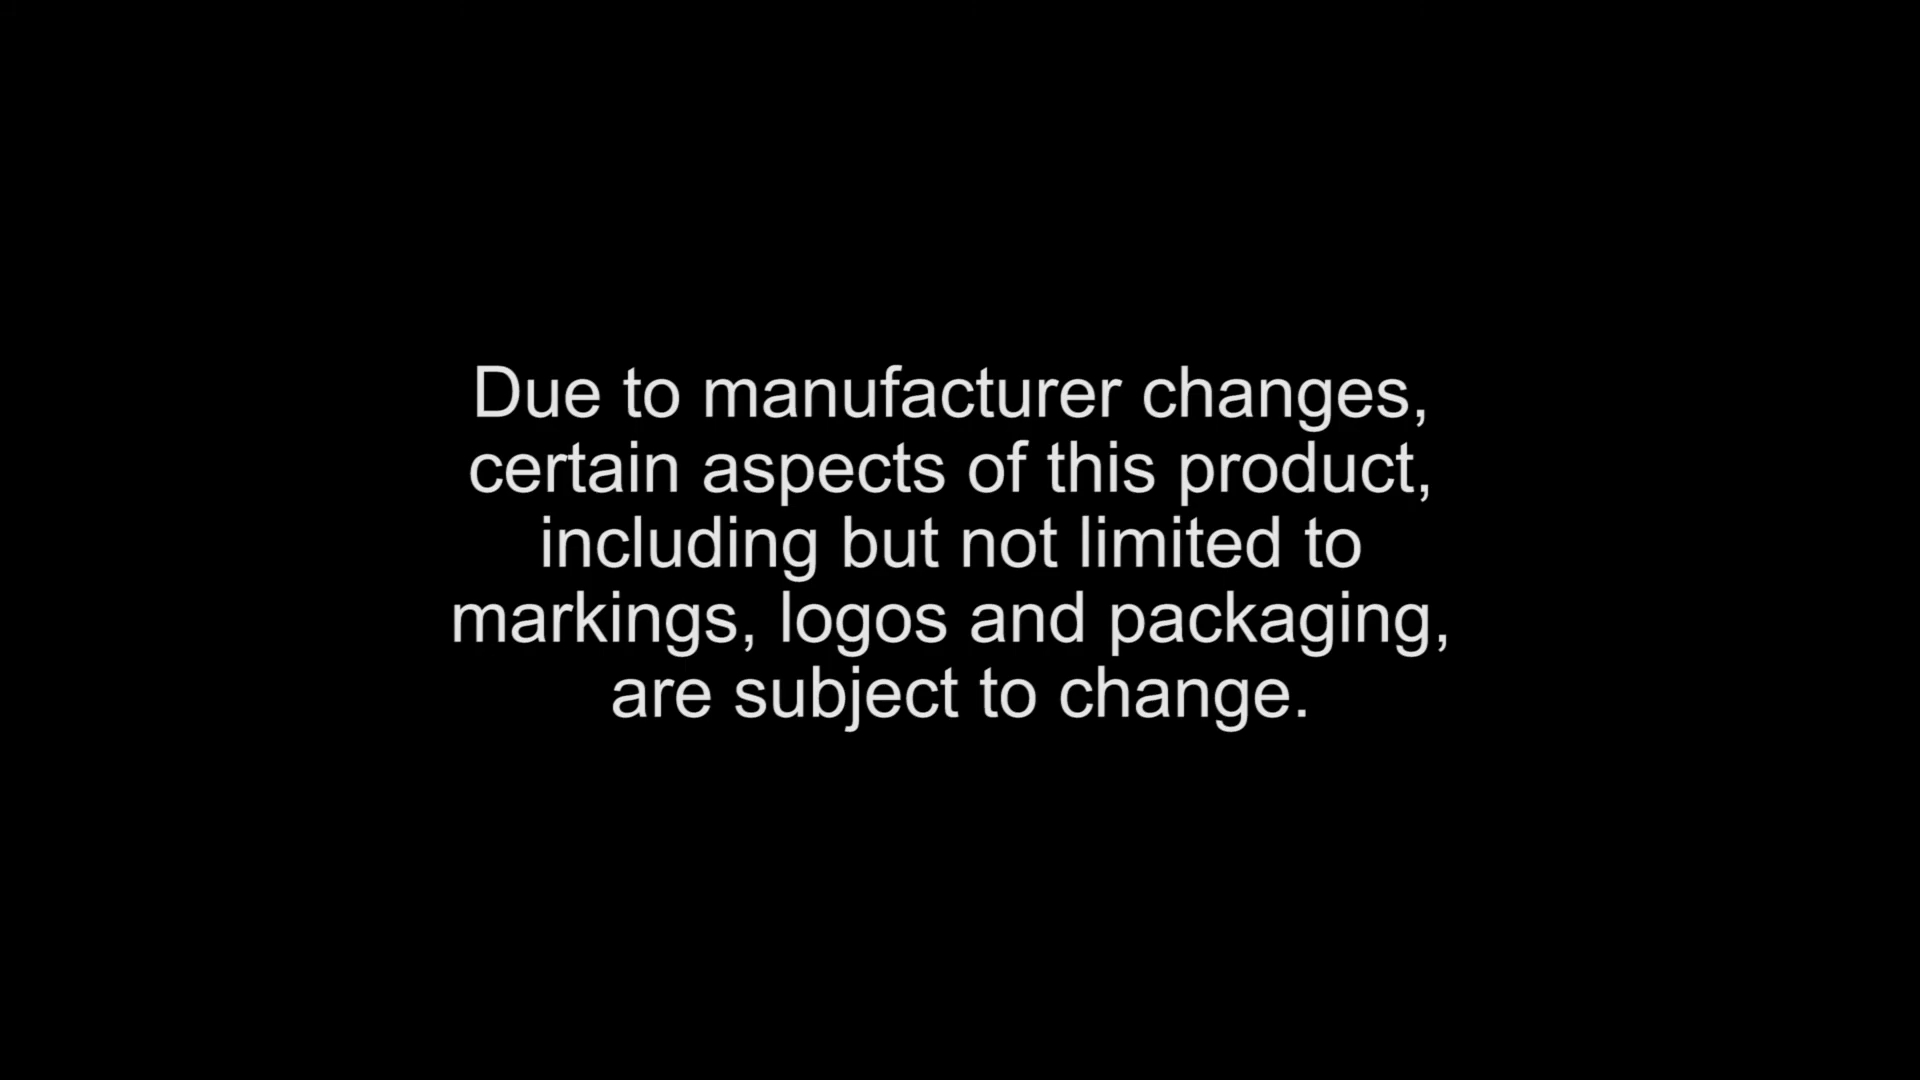 Due to manufacturer changes,
certain aspects of this product,
including but not limited to
markings, logos and packaging,
are subject to change.